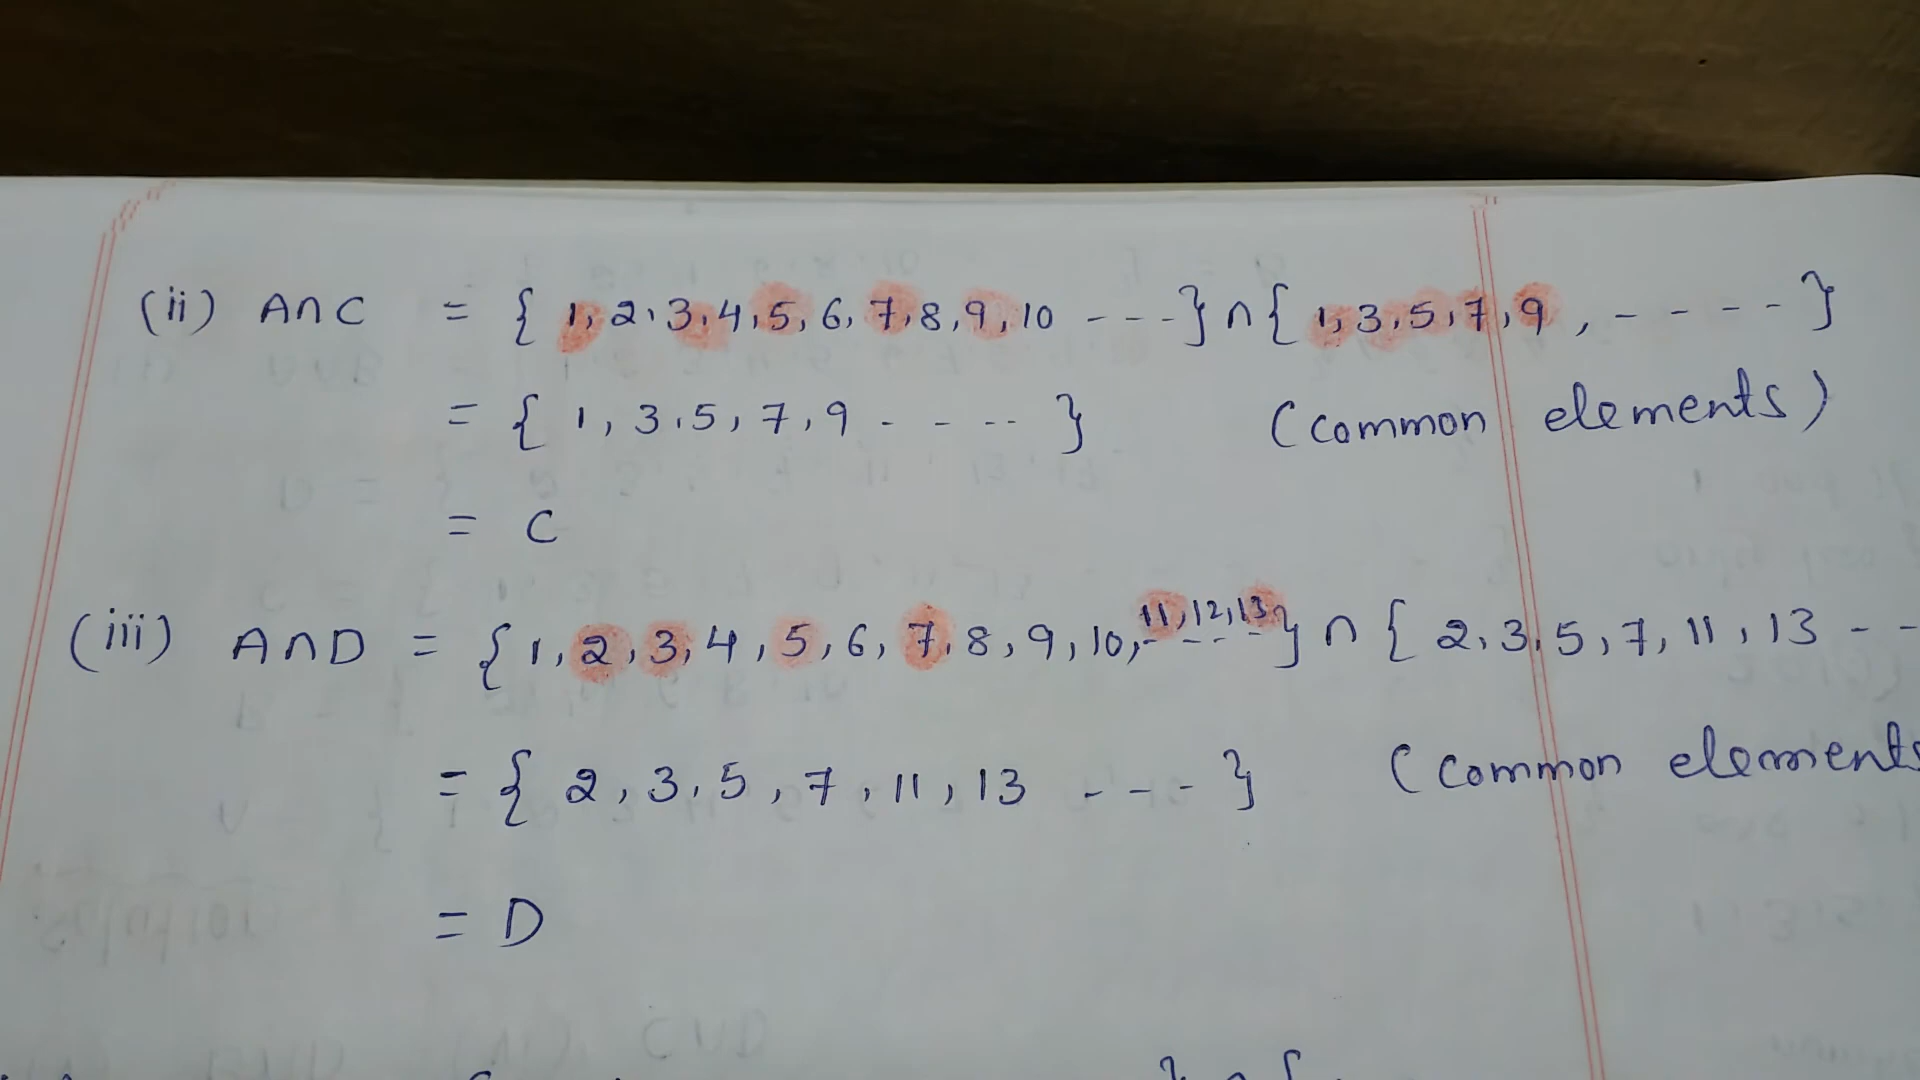 (ii) A∩C = { 1, 2, 3, 4, 5, 6, 7, 8, 9, 10 - - - } ∩ { 1, 3, 5, 7, 9, - - - - }
= { 1, 3, 5, 7, 9 - - - - } (common elements)
= C
11, 12, 13
(iii) A∩D = { 1, 2, 3, 4, 5, 6, 7, 8, 9, 10, - - - - } ∩ { 2, 3, 5, 7, 11, 13 - -
= { 2, 3, 5, 7, 11, 13 - - - } (common elements
= D